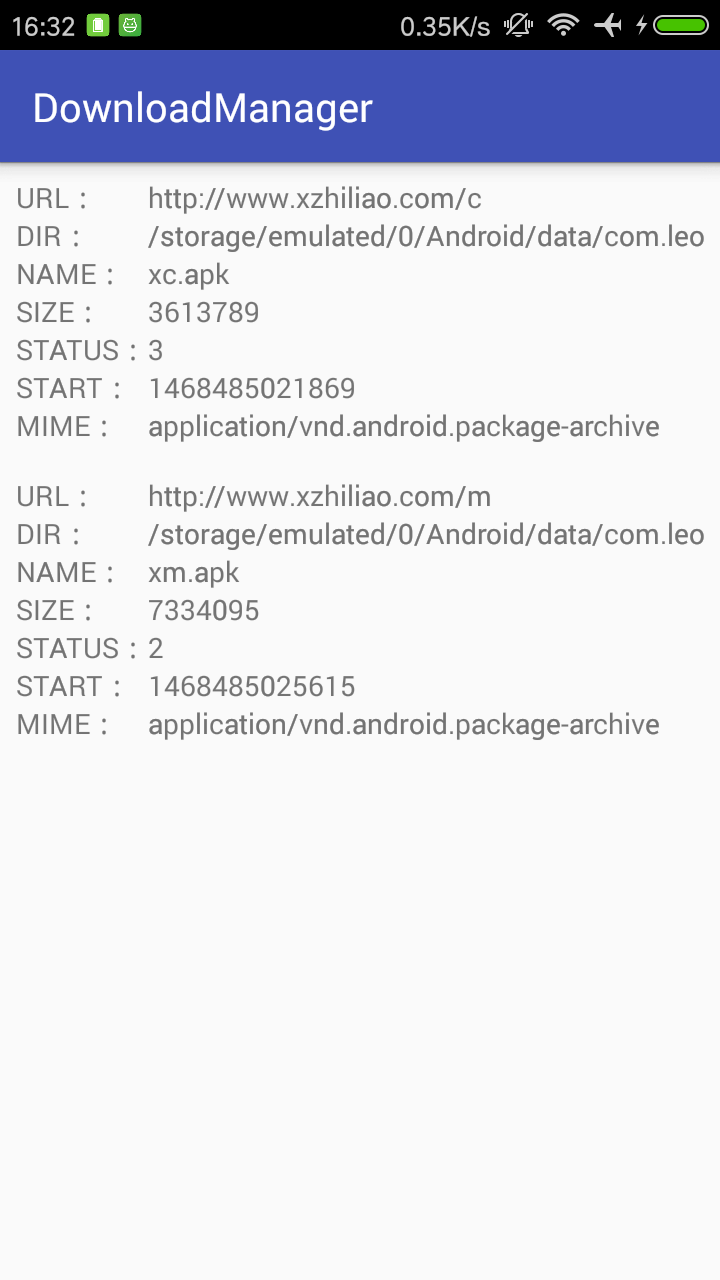 16:32 0.35K/s
DownloadManager
URL : http://www.xzhiliao.com/c
DIR : /storage/emulated/0/Android/data/com.leo
NAME : xc.apk
SIZE : 3613789
STATUS : 3
START : 1468485021869
MIME : application/vnd.android.package-archive
URL : http://www.xzhiliao.com/m
DIR : /storage/emulated/0/Android/data/com.leo
NAME : xm.apk
SIZE : 7334095
STATUS : 2
START : 1468485025615
MIME : application/vnd.android.package-archive